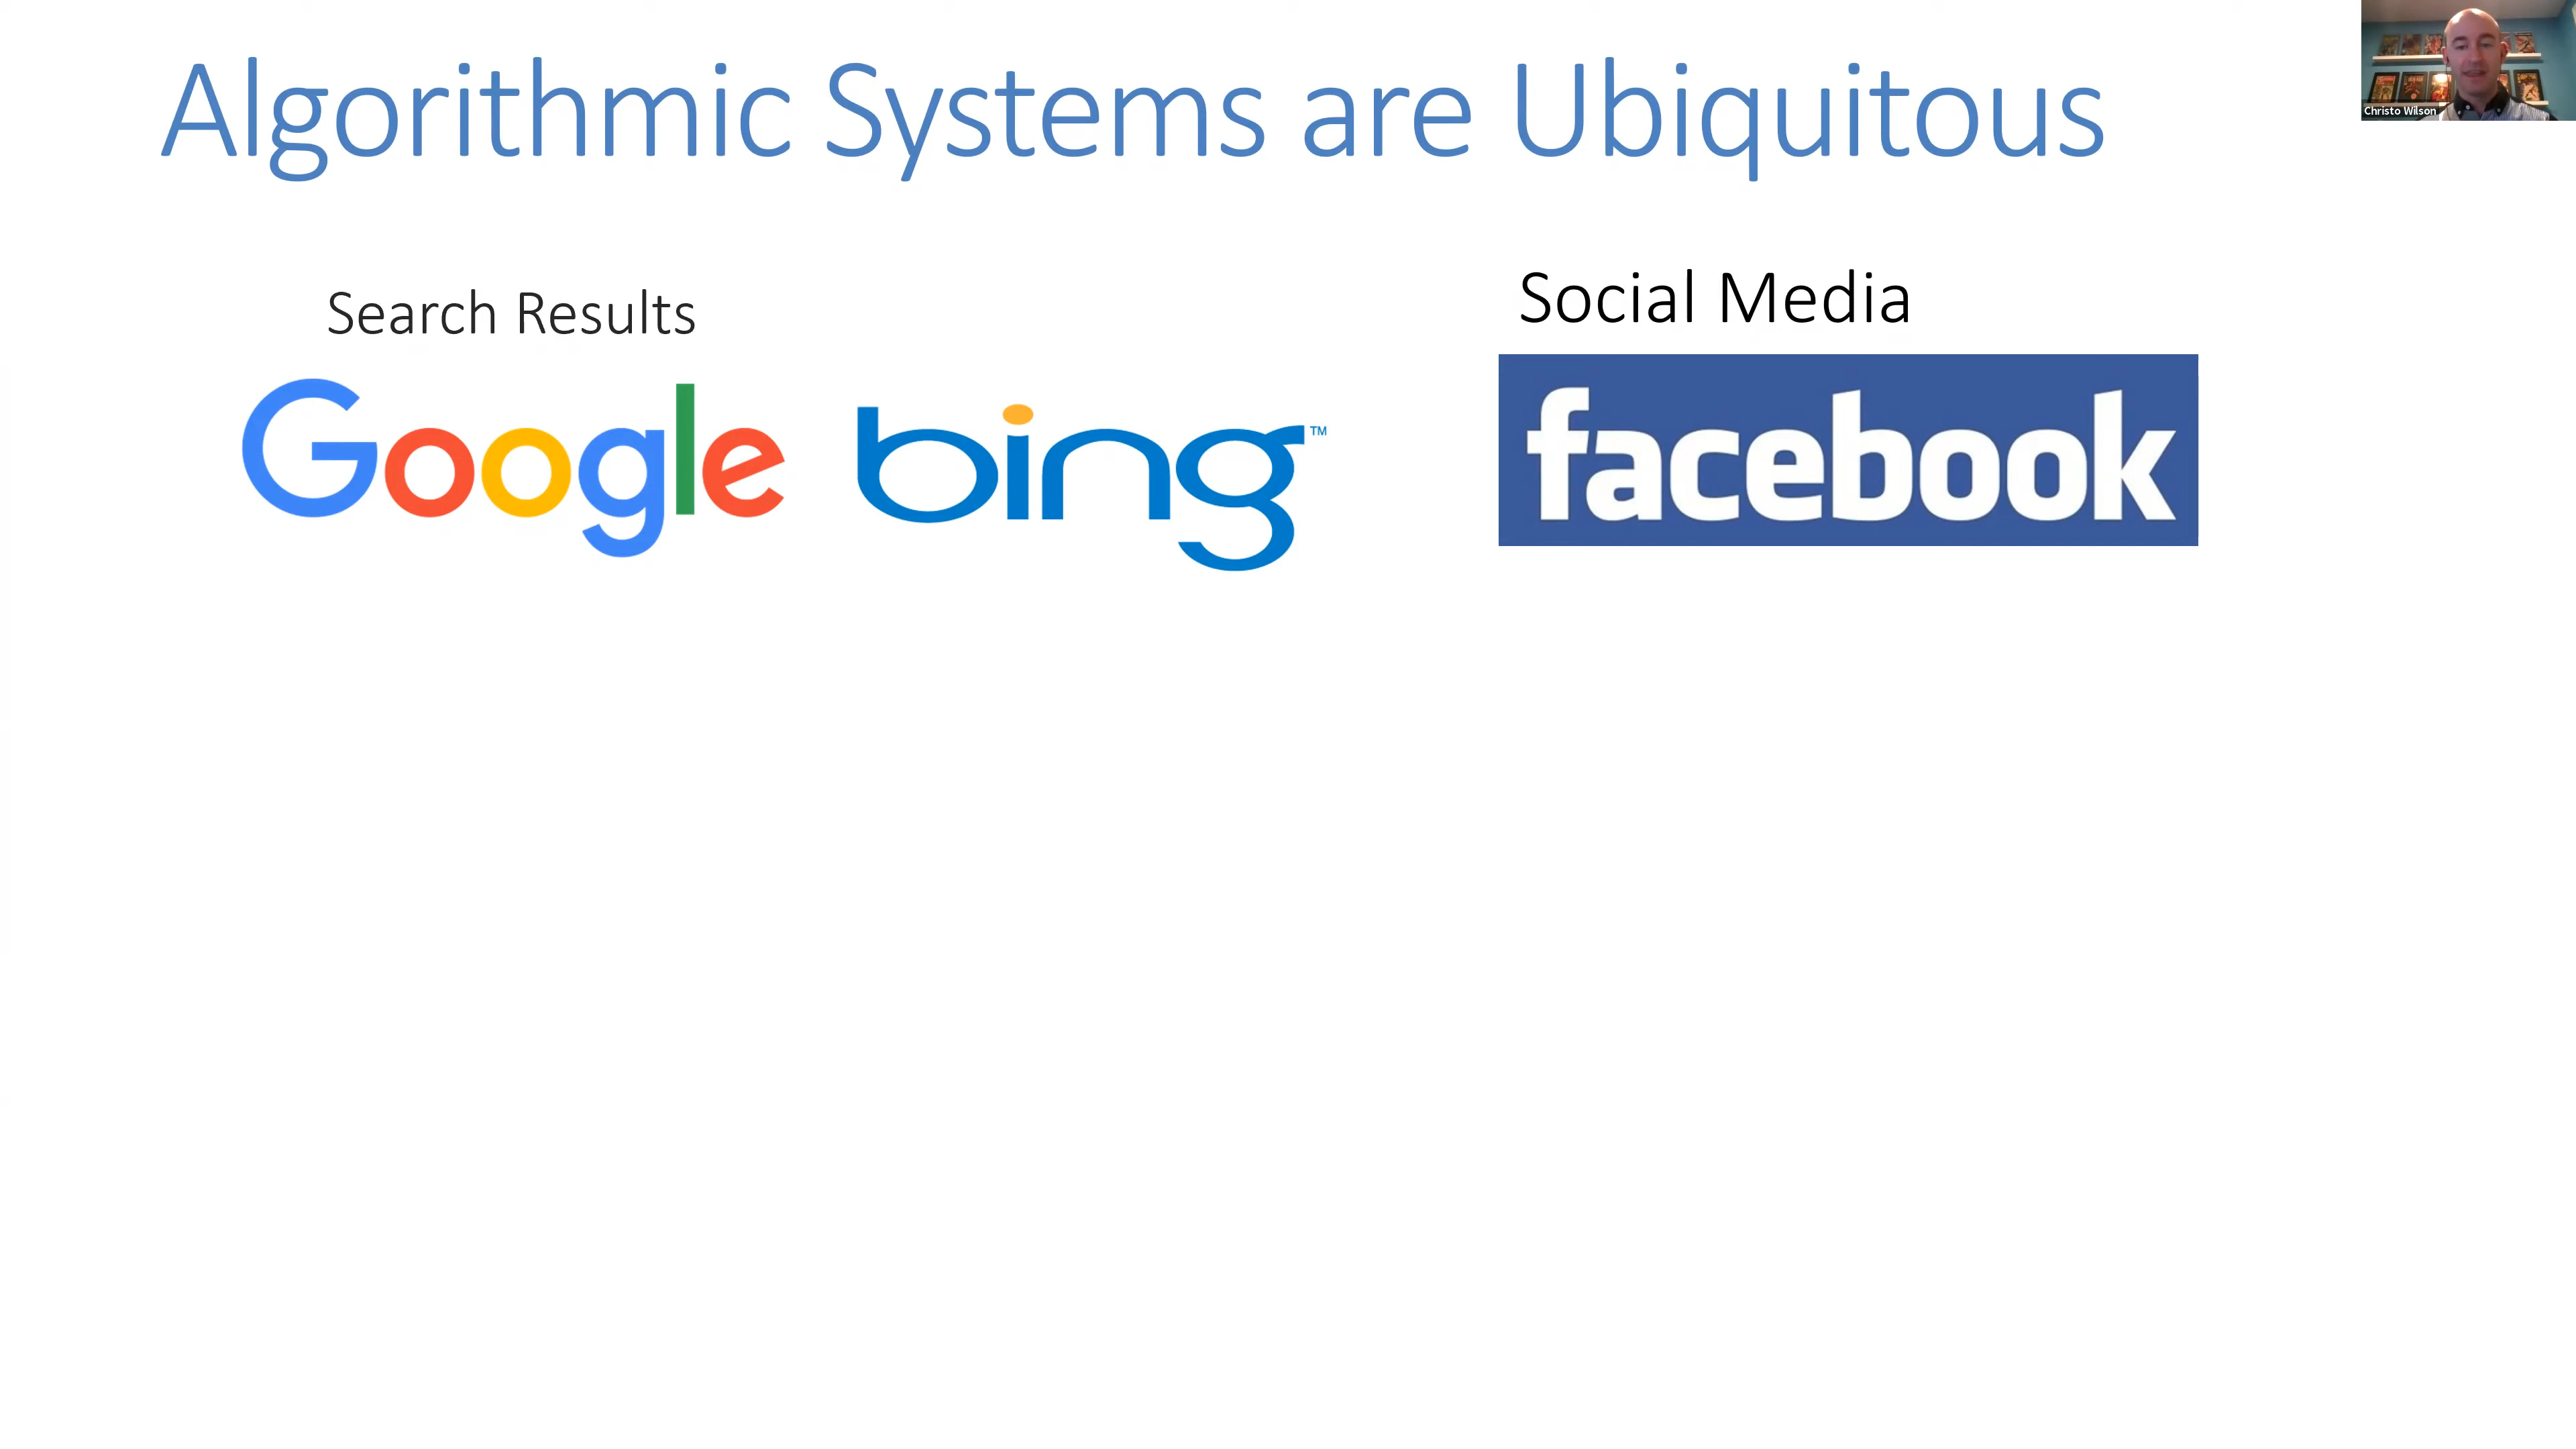 Algorithmic Systems are Ubiquitous
Christo Wilson
Search Results
Social Media
Google
bing™
facebook